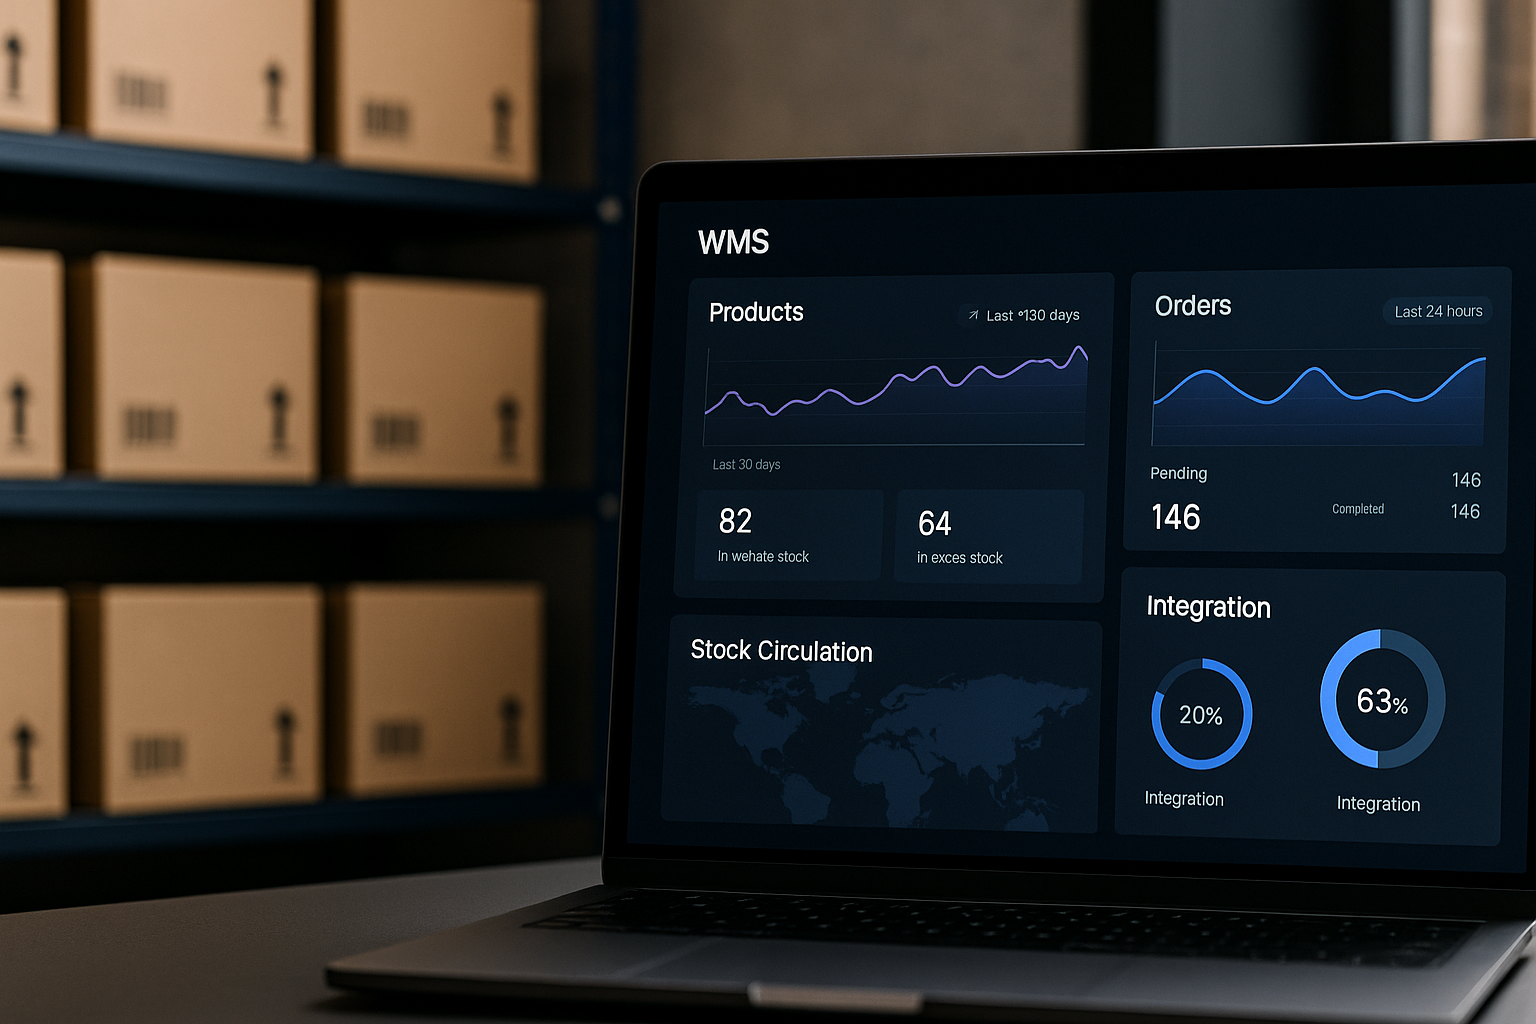 WMS
Products
Last °130 days
Last 30 days
82
In wehate stock
64
in exces stock
Orders
Last 24 hours
Pending
146
146
Completed
146
Stock Circulation
Integration
20%
Integration
63%
Integration